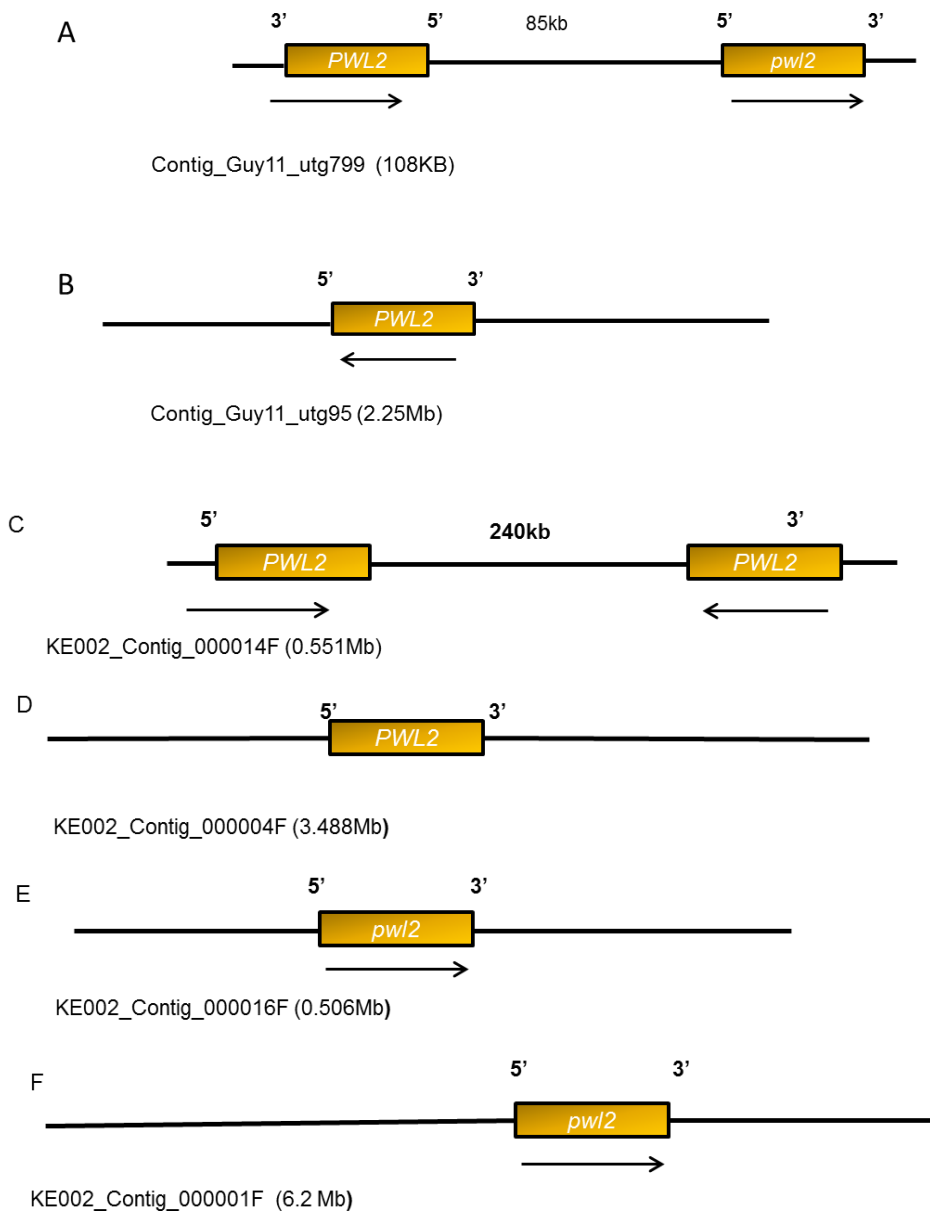 A
3’ 5’ 85kb 5’ 3’
PWL2 pwl2
Contig_Guy11_utg799 (108KB)
B
5’ 3’
PWL2
Contig_Guy11_utg95 (2.25Mb)
C
5’ 240kb 3’
PWL2 PWL2
KE002_Contig_000014F (0.551Mb)
D
5’ 3’
PWL2
KE002_Contig_000004F (3.488Mb)
E
5’ 3’
pwl2
KE002_Contig_000016F (0.506Mb)
F
5’ 3’
pwl2
KE002_Contig_000001F (6.2 Mb)